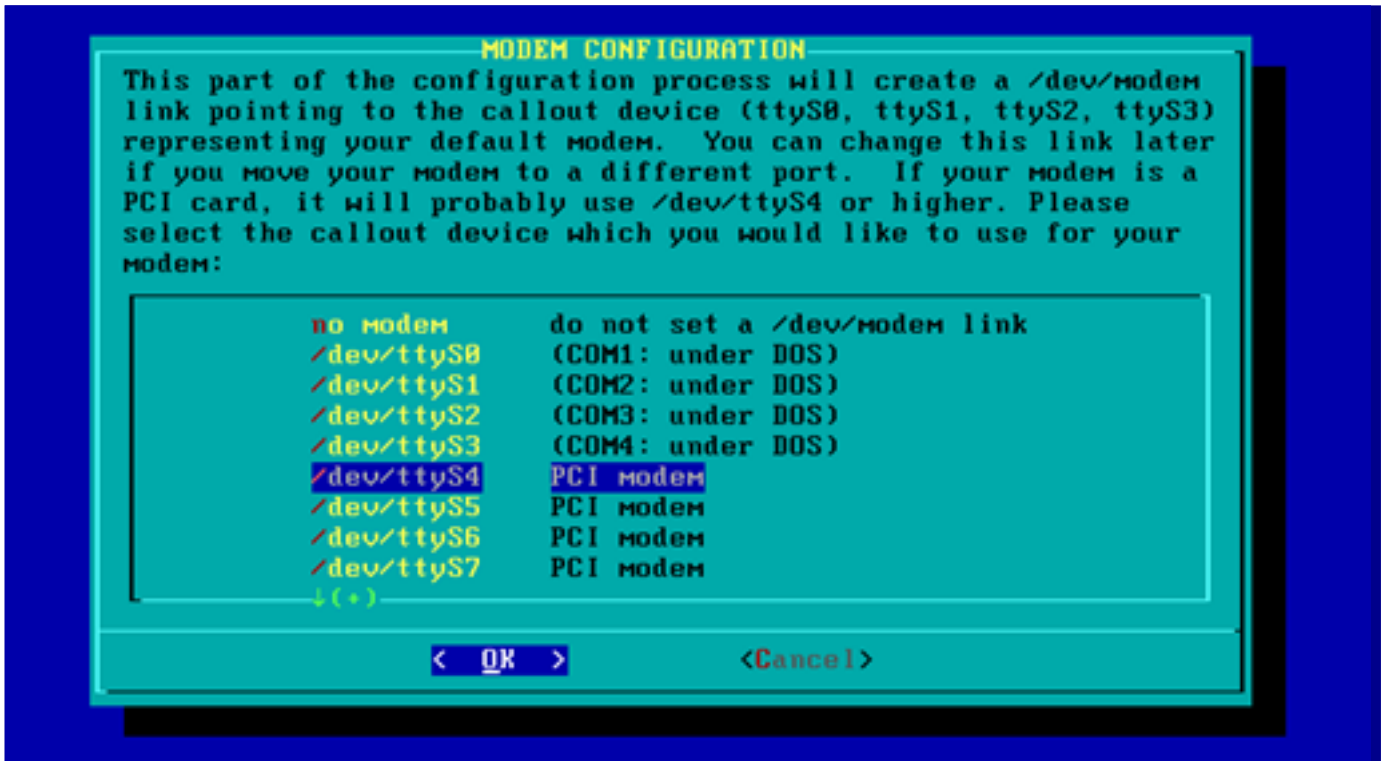 MODEM CONFIGURATION
This part of the configuration process will create a /dev/modem
link pointing to the callout device (ttyS0, ttyS1, ttyS2, ttyS3)
representing your default modem.  You can change this link later
if you move your modem to a different port.  If your modem is a
PCI card, it will probably use /dev/ttyS4 or higher. Please
select the callout device which you would like to use for your
modem:
no modem do not set a /dev/modem link
/dev/ttyS0 (COM1: under DOS)
/dev/ttyS1 (COM2: under DOS)
/dev/ttyS2 (COM3: under DOS)
/dev/ttyS3 (COM4: under DOS)
/dev/ttyS4 PCI modem
/dev/ttyS5 PCI modem
/dev/ttyS6 PCI modem
/dev/ttyS7 PCI modem
↓(+)
< OK > <Cancel>